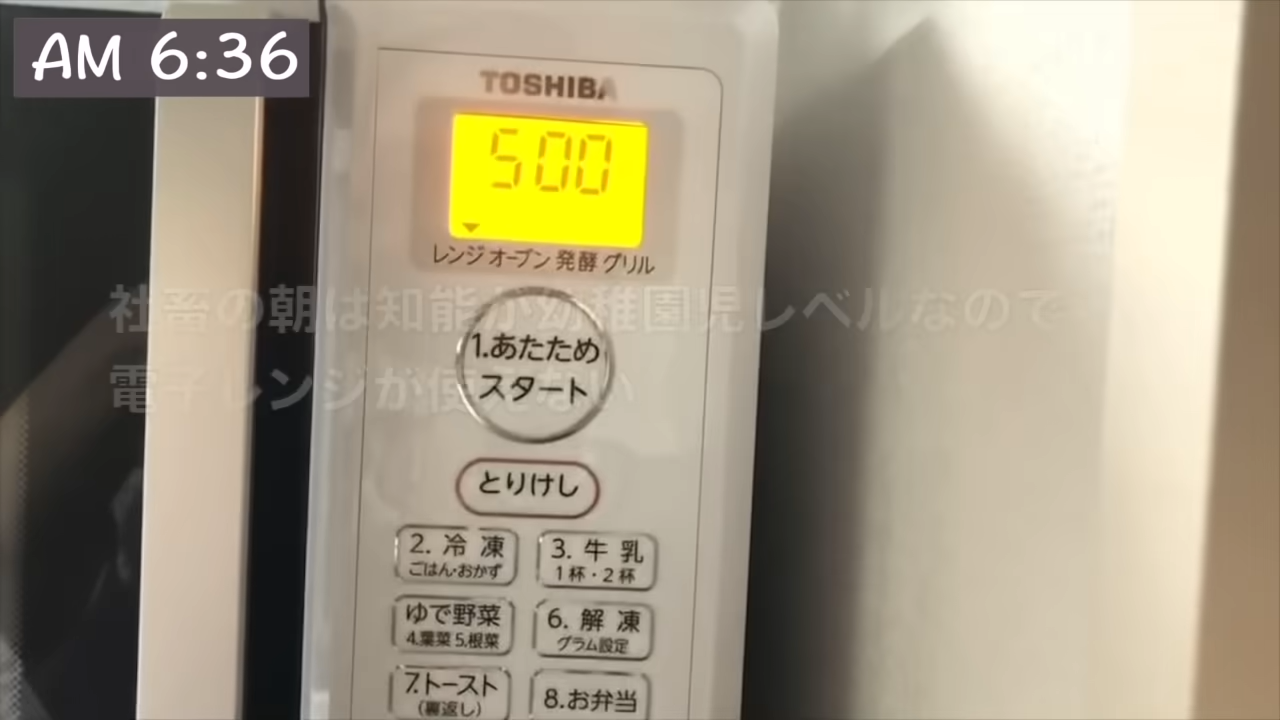 AM 6:36
TOSHIBA
500
レンジ オーブン 発酵 グリル
社畜の朝は知能が幼稚園児レベルなので
電子レンジが使えない
1.あたため
スタート
とりけし
2. 冷 凍
ごはん・おかず
3. 牛 乳
1杯・2杯
ゆで野菜
4.葉菜 5.根菜
6. 解 凍
グラム設定
7.トースト
(裏返し)
8.お弁当